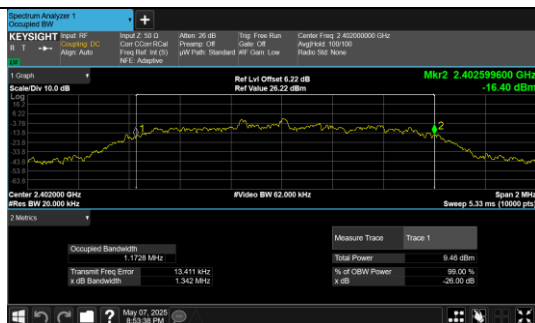 Spectrum Analyzer 1
Occupied BW
+
KEYSIGHT Input: RF Input Z: 50 Ω Atten: 26 dB Trig: Free Run Center Freq: 2.402000000 GHz
R T Coupling: DC Corr CCorr RCal Preamp: Off Gate: Off Avg|Hold: 100/100
Align: Auto Freq Ref: Int (S) µW Path: Standard #IF Gain: Low Radio Std: None
NFE: Adaptive
1 Graph
Ref Lvl Offset 6.22 dB Mkr2 2.402599600 GHz
Scale/Div 10.0 dB Ref Value 26.22 dBm -16.40 dBm
Log
16.2
6.22
-3.78
-13.8
-23.8
-33.8
-43.8
-53.8
-63.8
1
2
Center 2.402000 GHz #Video BW 62.000 kHz Span 2 MHz
#Res BW 20.000 kHz Sweep 5.33 ms (10000 pts)
2 Metrics
Measure Trace Trace 1
Occupied Bandwidth
1.1728 MHz Total Power 9.46 dBm
Transmit Freq Error 13.411 kHz % of OBW Power 99.00 %
x dB Bandwidth 1.342 MHz x dB -26.00 dB
?
May 07, 2025
8:53:38 PM